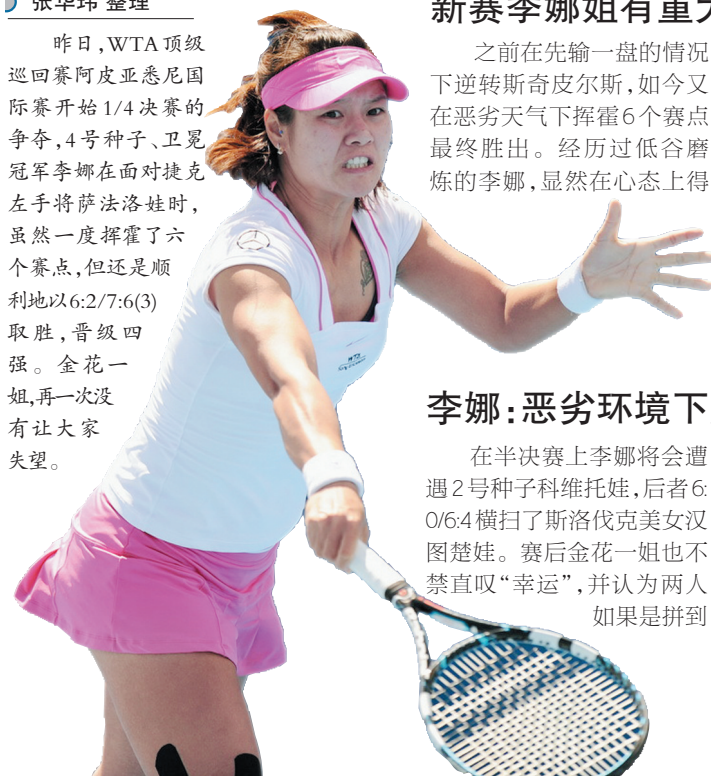 张华玮 整理
昨日,WTA顶级
巡回赛阿皮亚悉尼国
际赛开始1/4决赛的
争夺,4号种子、卫冕
冠军李娜在面对捷克
左手将萨法洛娃时,
虽然一度挥霍了六
个赛点,但还是顺
利地以6:2/7:6(3)
取胜,晋级四
强。金花一
姐,再一次没
有让大家
失望。
新赛李娜姐有重大
之前在先输一盘的情况
下逆转斯奇皮尔斯,如今又
在恶劣天气下挥霍6个赛点
最终胜出。经历过低谷磨
炼的李娜,显然在心态上得
李娜:恶劣环境下
在半决赛上李娜将会遭
遇2号种子科维托娃,后者6:
0/6:4横扫了斯洛伐克美女汉
图楚娃。赛后金花一姐也不
禁直叹“幸运”,并认为两人
如果是拼到